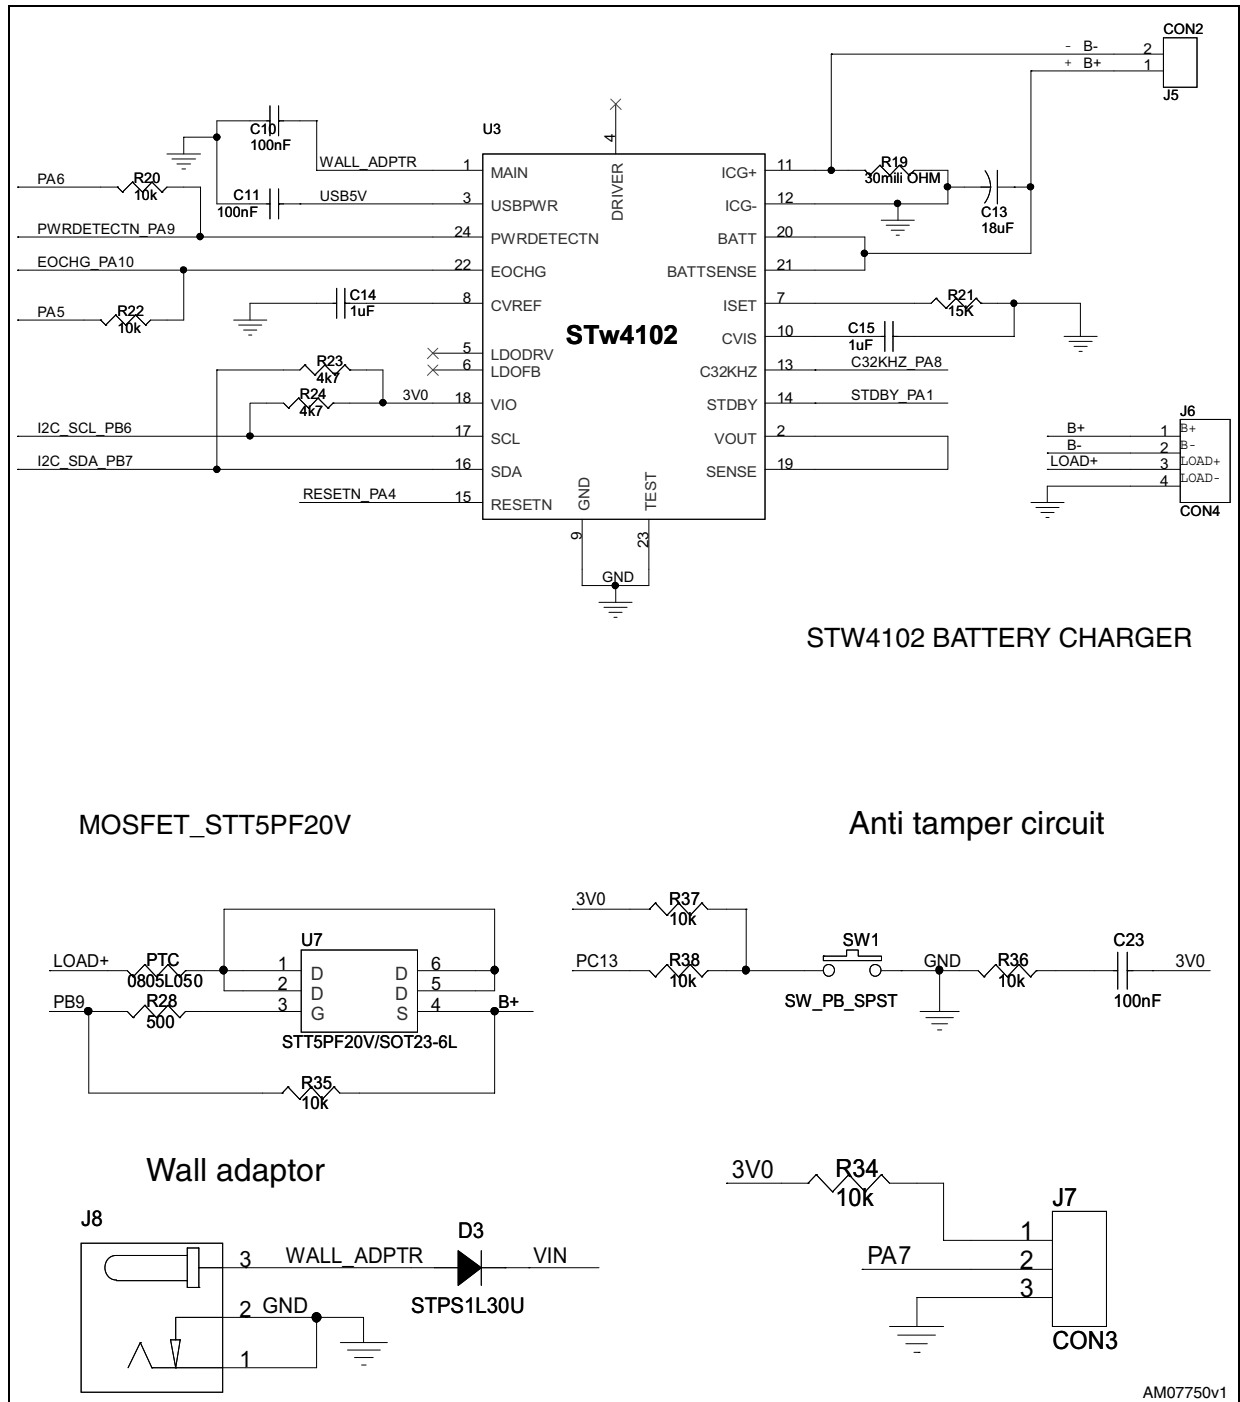 CON2
- B- 2
+ B+ 1
J5
C10
100nF
U3
4
WALL_ADPTR 1 MAIN
DRIVER
ICG+ 11
R19
30mili OHM
PA6
R20
10k
C11
100nF
USB5V 3 USBPWR
ICG- 12
C13
18uF
PWRDETECTN_PA9 24 PWRDETECTN
BATT 20
EOCHG_PA10 22 EOCHG
BATTSENSE 21
C14
1uF
8 CVREF
ISET 7
R21
15K
PA5
R22
10k
STw4102
CVIS 10
C15
1uF
5 LDODRV
6 LDOFB
C32KHZ 13 C32KHZ_PA8
R23
4k7
R24
4k7
3V0 18 VIO
STDBY 14 STDBY_PA1
I2C_SCL_PB6 17 SCL
VOUT 2
I2C_SDA_PB7 16 SDA
SENSE 19
RESETN_PA4 15 RESETN
GND
TEST
9
23
GND
J6
B+ 1 B+
B- 2 B-
LOAD+ 3 LOAD+
4 LOAD-
CON4
STW4102 BATTERY CHARGER
MOSFET_STT5PF20V
U7
LOAD+ PTC
0805L050
1 D D 6
2 D D 5
PB9 R28
500
3 G S 4 B+
STT5PF20V/SOT23-6L
R35
10k
Anti tamper circuit
3V0 R37
10k
PC13 R38
10k
SW1
SW_PB_SPST
GND R36
10k
C23
100nF
3V0
Wall adaptor
J8
3 WALL_ADPTR
D3
STPS1L30U
VIN
2 GND
1
3V0 R34
10k
J7
1
PA7 2
3
CON3
AM07750v1